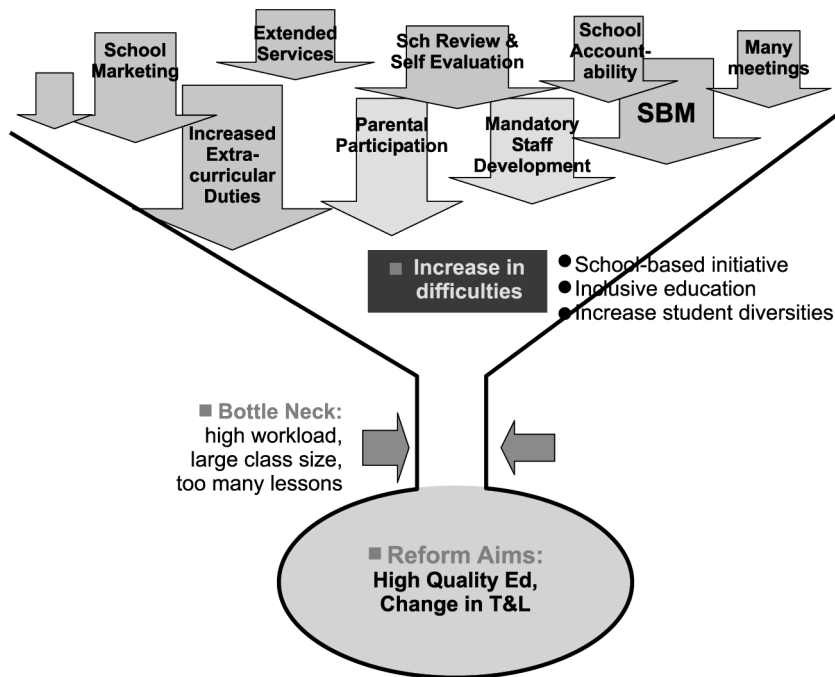 School
Marketing
Extended
Services
Sch Review &
Self Evaluation
School
Account-
ability
Many
meetings
Increased
Extra-
curricular
Duties
Parental
Participation
Mandatory
Staff
Development
SBM
Increase in
difficulties
School-based initiative
Inclusive education
Increase student diversities
Bottle Neck:
high workload,
large class size,
too many lessons
Reform Aims:
High Quality Ed,
Change in T&L